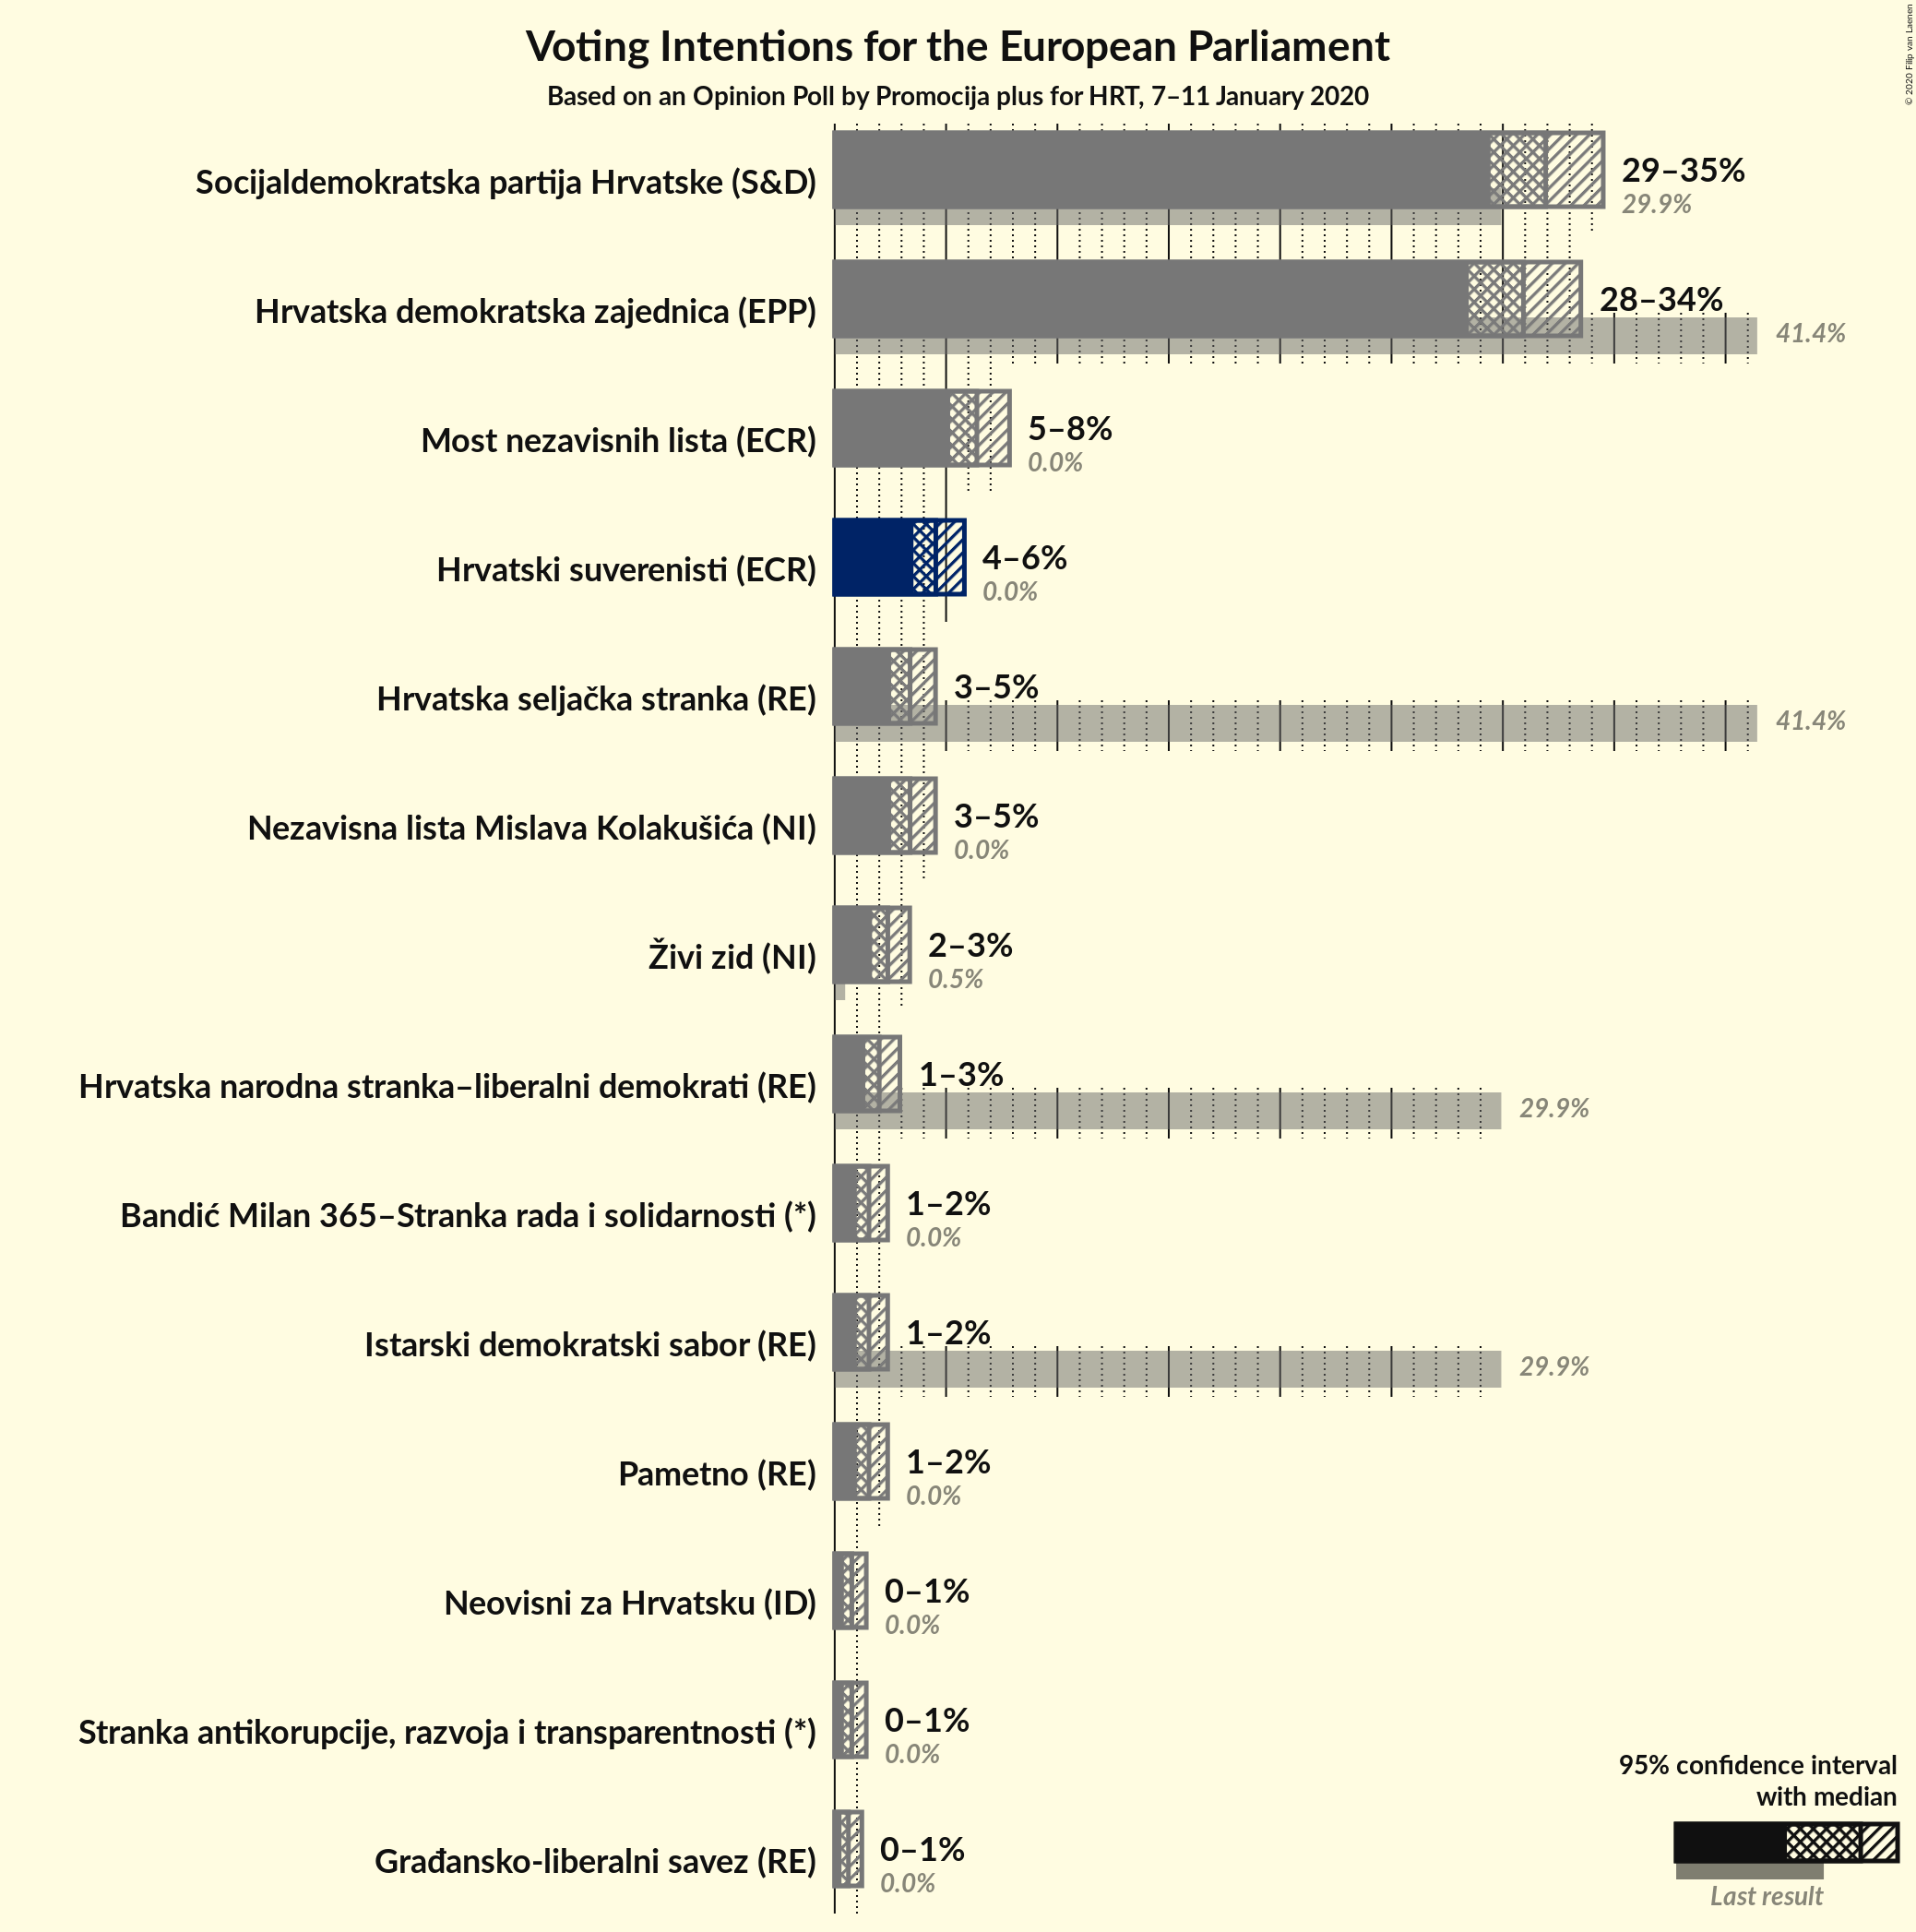 Voting Intentions for the European Parliament
Based on an Opinion Poll by Promocija plus for HRT, 7–11 January 2020
© 2020 Filip van Laenen
Socijaldemokratska partija Hrvatske (S&D)
29–35%
29.9%
Hrvatska demokratska zajednica (EPP)
28–34%
41.4%
Most nezavisnih lista (ECR)
5–8%
0.0%
Hrvatski suverenisti (ECR)
4–6%
0.0%
Hrvatska seljačka stranka (RE)
3–5%
41.4%
Nezavisna lista Mislava Kolakušića (NI)
3–5%
0.0%
Živi zid (NI)
2–3%
0.5%
Hrvatska narodna stranka–liberalni demokrati (RE)
1–3%
29.9%
Bandić Milan 365–Stranka rada i solidarnosti (*)
1–2%
0.0%
Istarski demokratski sabor (RE)
1–2%
29.9%
Pametno (RE)
1–2%
0.0%
Neovisni za Hrvatsku (ID)
0–1%
0.0%
Stranka antikorupcije, razvoja i transparentnosti (*)
0–1%
0.0%
Građansko-liberalni savez (RE)
0–1%
0.0%
95% confidence interval
with median
Last result